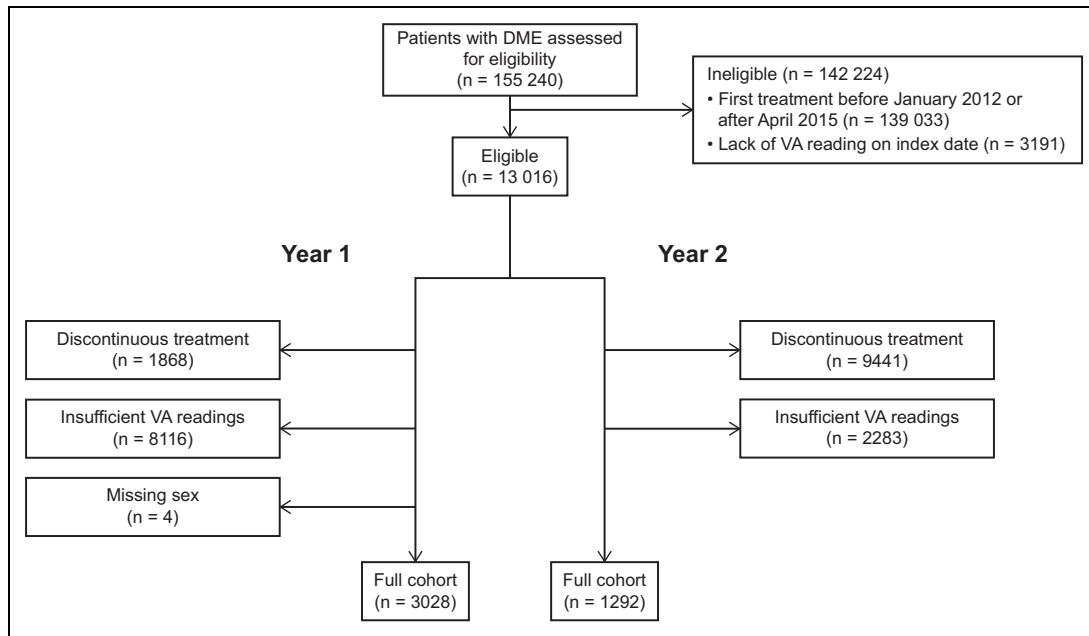 Patients with DME assessed
for eligibility
(n = 155 240)
Ineligible (n = 142 224)
• First treatment before January 2012 or
after April 2015 (n = 139 033)
• Lack of VA reading on index date (n = 3191)
Eligible
(n = 13 016)
Year 1
Year 2
Discontinuous treatment
(n = 1868)
Insufficient VA readings
(n = 8116)
Missing sex
(n = 4)
Full cohort
(n = 3028)
Discontinuous treatment
(n = 9441)
Insufficient VA readings
(n = 2283)
Full cohort
(n = 1292)